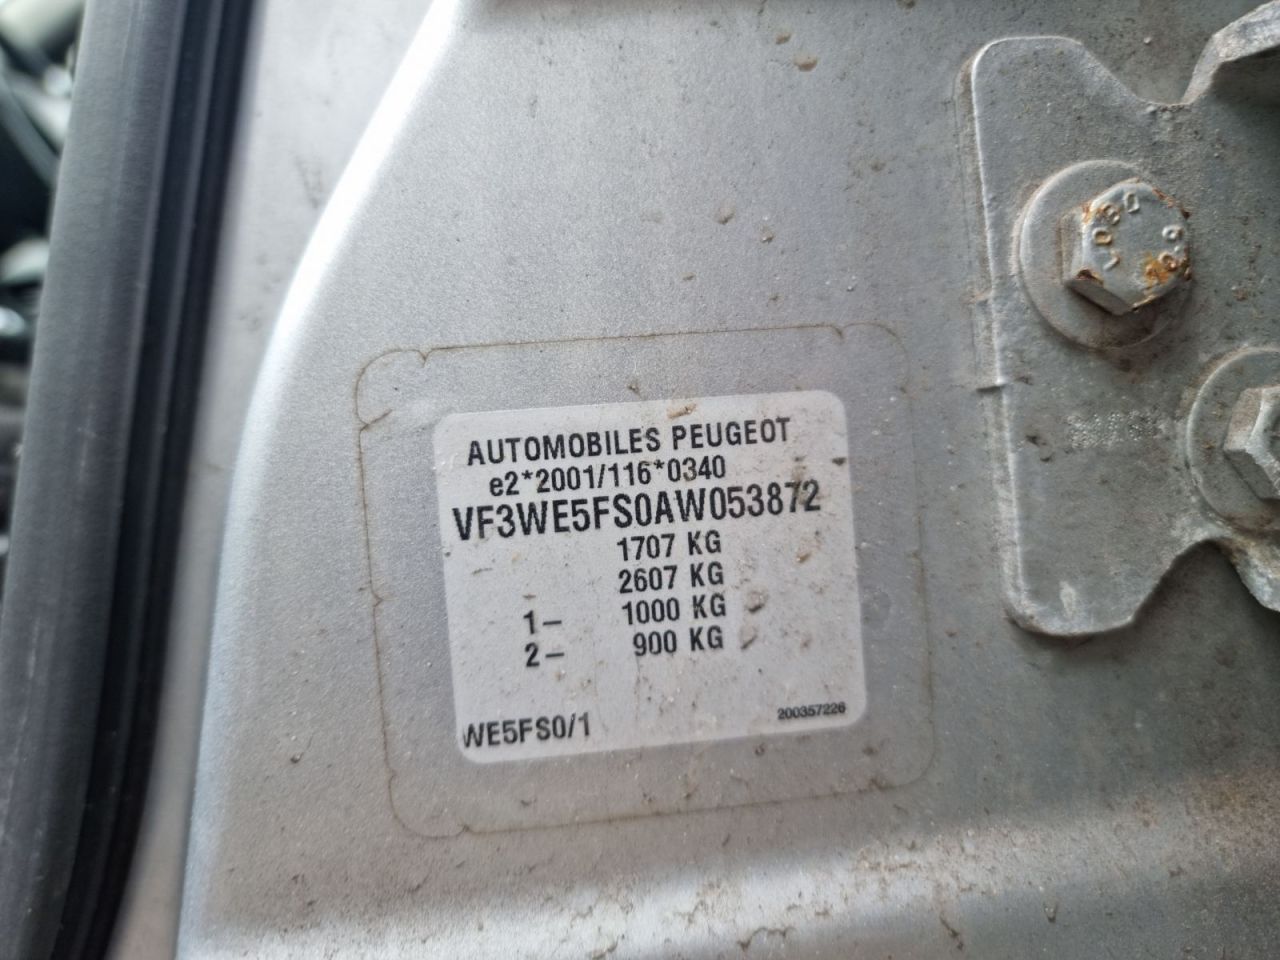 AUTOMOBILES PEUGEOT
e2*2001/116*0340
VF3WE5FS0AW053872
1707 KG
2607 KG
1– 1000 KG
2– 900 KG
WE5FS0/1
200357226